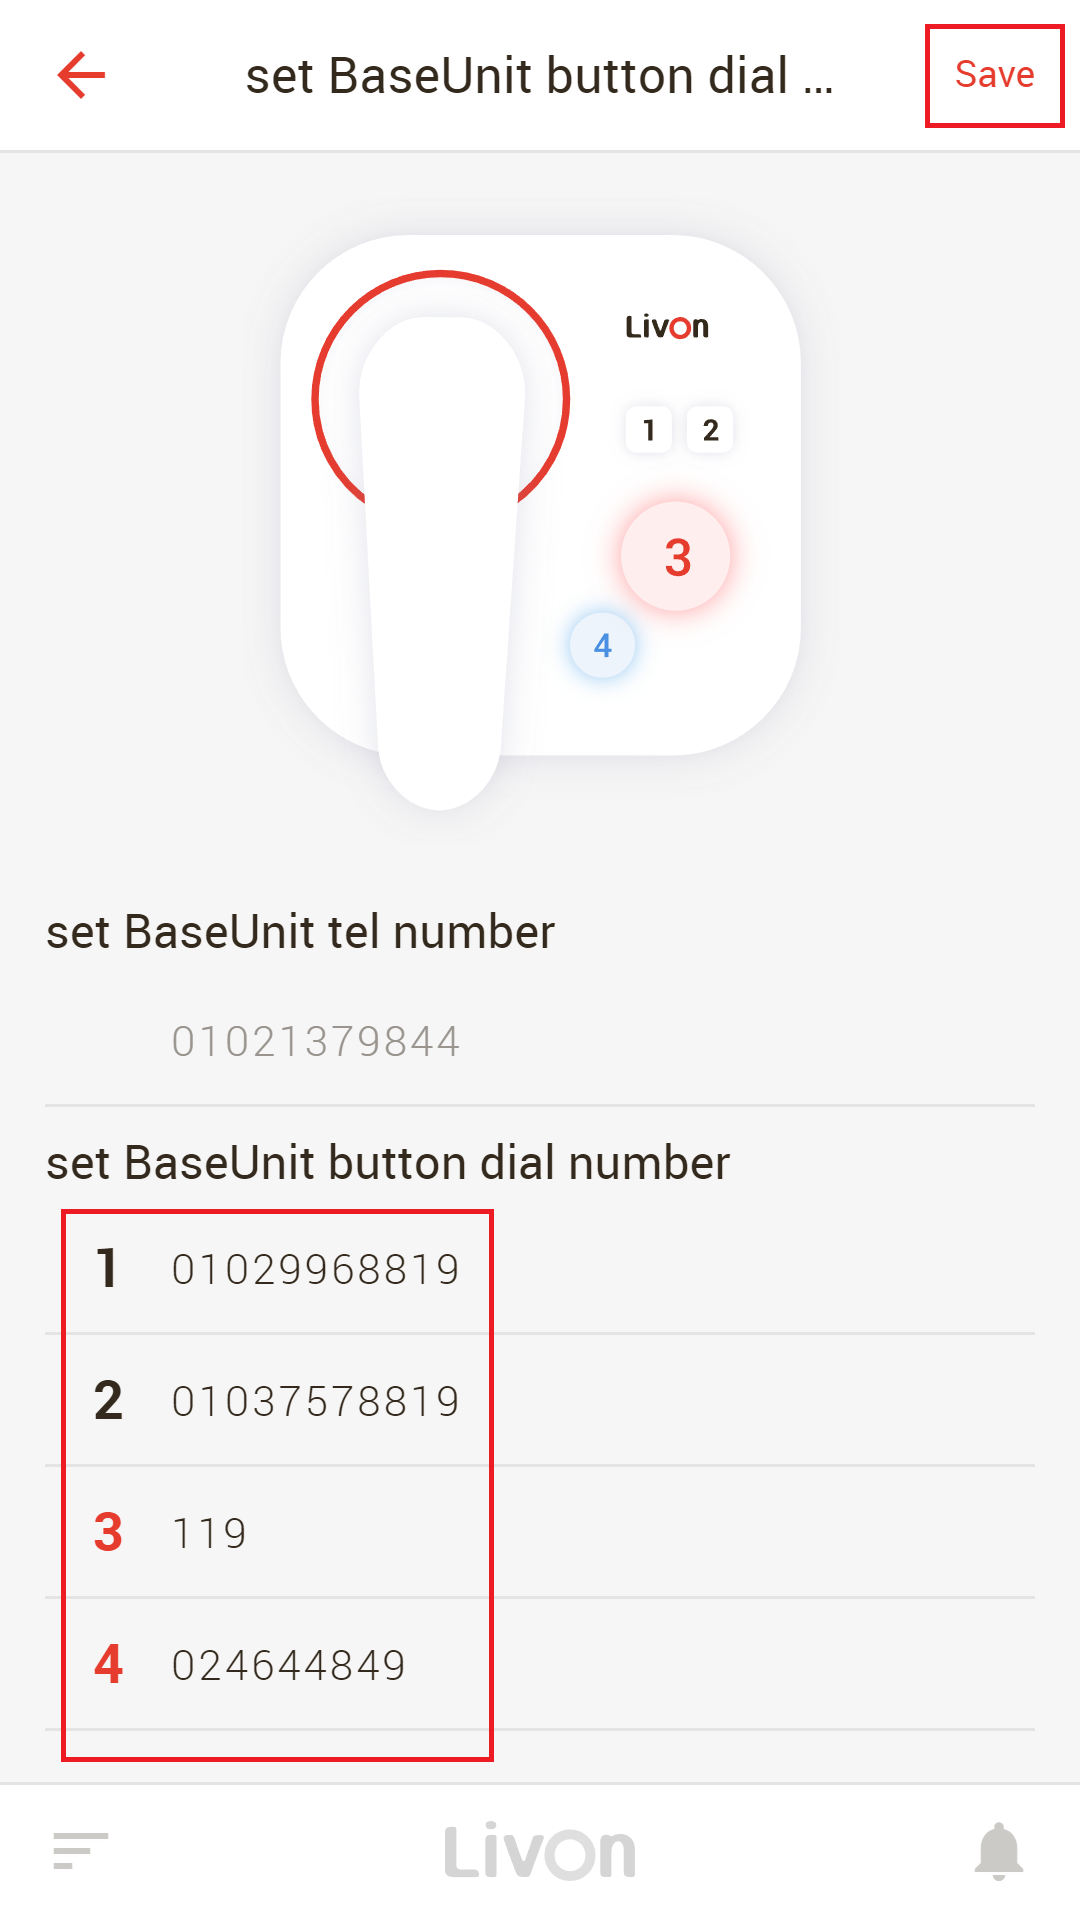 set BaseUnit button dial ...
Save
Livon
1 2
3
4
set BaseUnit tel number
01021379844
set BaseUnit button dial number
1 01029968819
2 01037578819
3 119
4 024644849
Livon